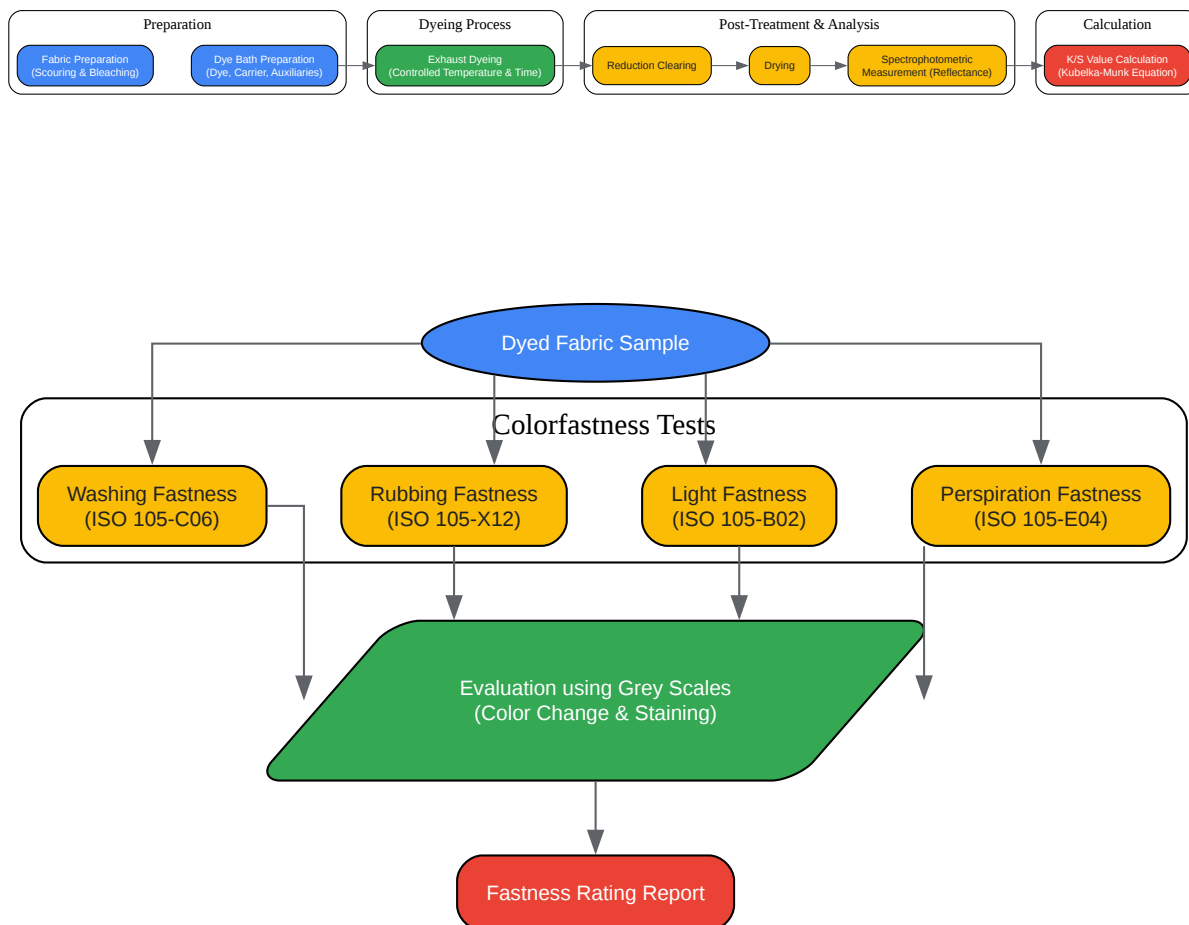 Preparation
Dyeing Process
Post-Treatment & Analysis
Calculation
Fabric Preparation
(Scouring & Bleaching)
Dye Bath Preparation
(Dye, Carrier, Auxiliaries)
Exhaust Dyeing
(Controlled Temperature & Time)
Reduction Clearing
Drying
Spectrophotometric
Measurement (Reflectance)
K/S Value Calculation
(Kubelka-Munk Equation)
Dyed Fabric Sample
Colorfastness Tests
Washing Fastness
(ISO 105-C06)
Rubbing Fastness
(ISO 105-X12)
Light Fastness
(ISO 105-B02)
Perspiration Fastness
(ISO 105-E04)
Evaluation using Grey Scales
(Color Change & Staining)
Fastness Rating Report